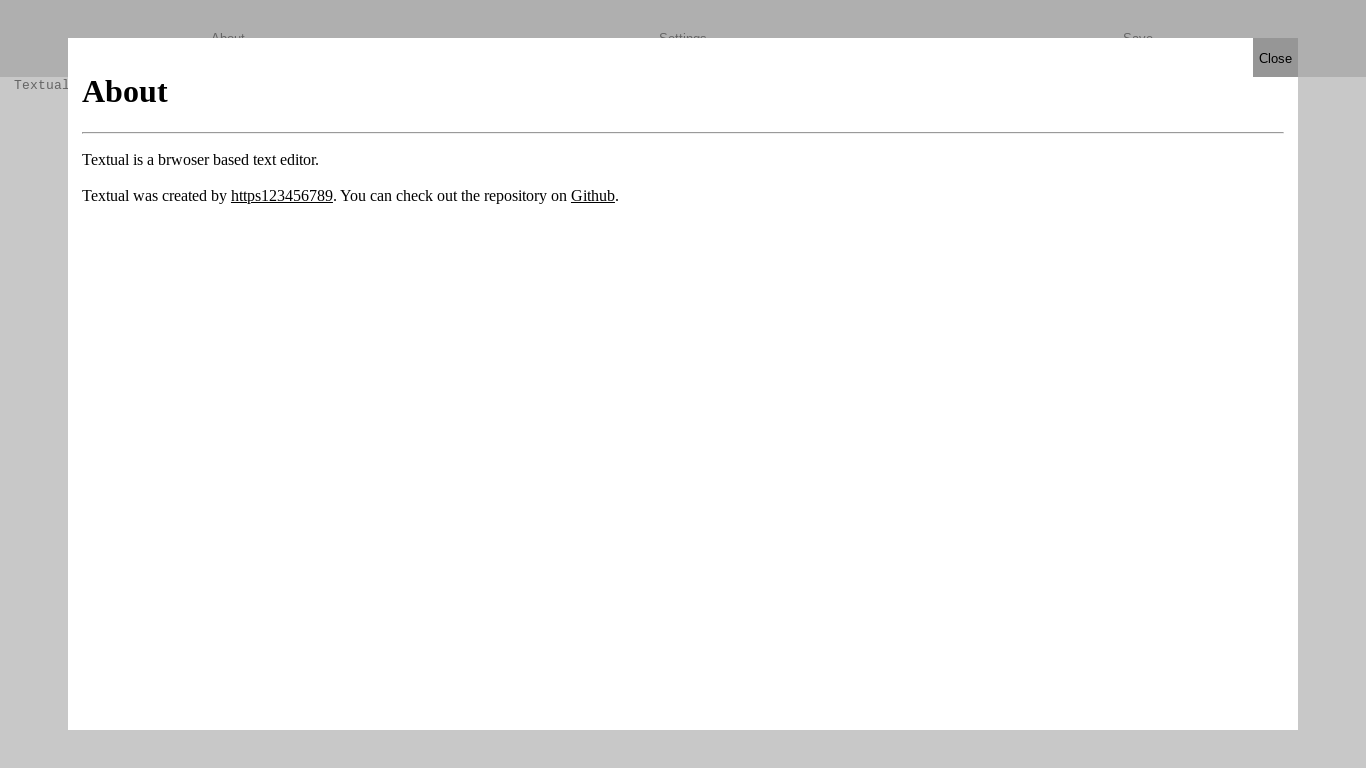 About Settings Save
Close
Textual
About
Textual is a brwoser based text editor.
Textual was created by https123456789. You can check out the repository on Github.